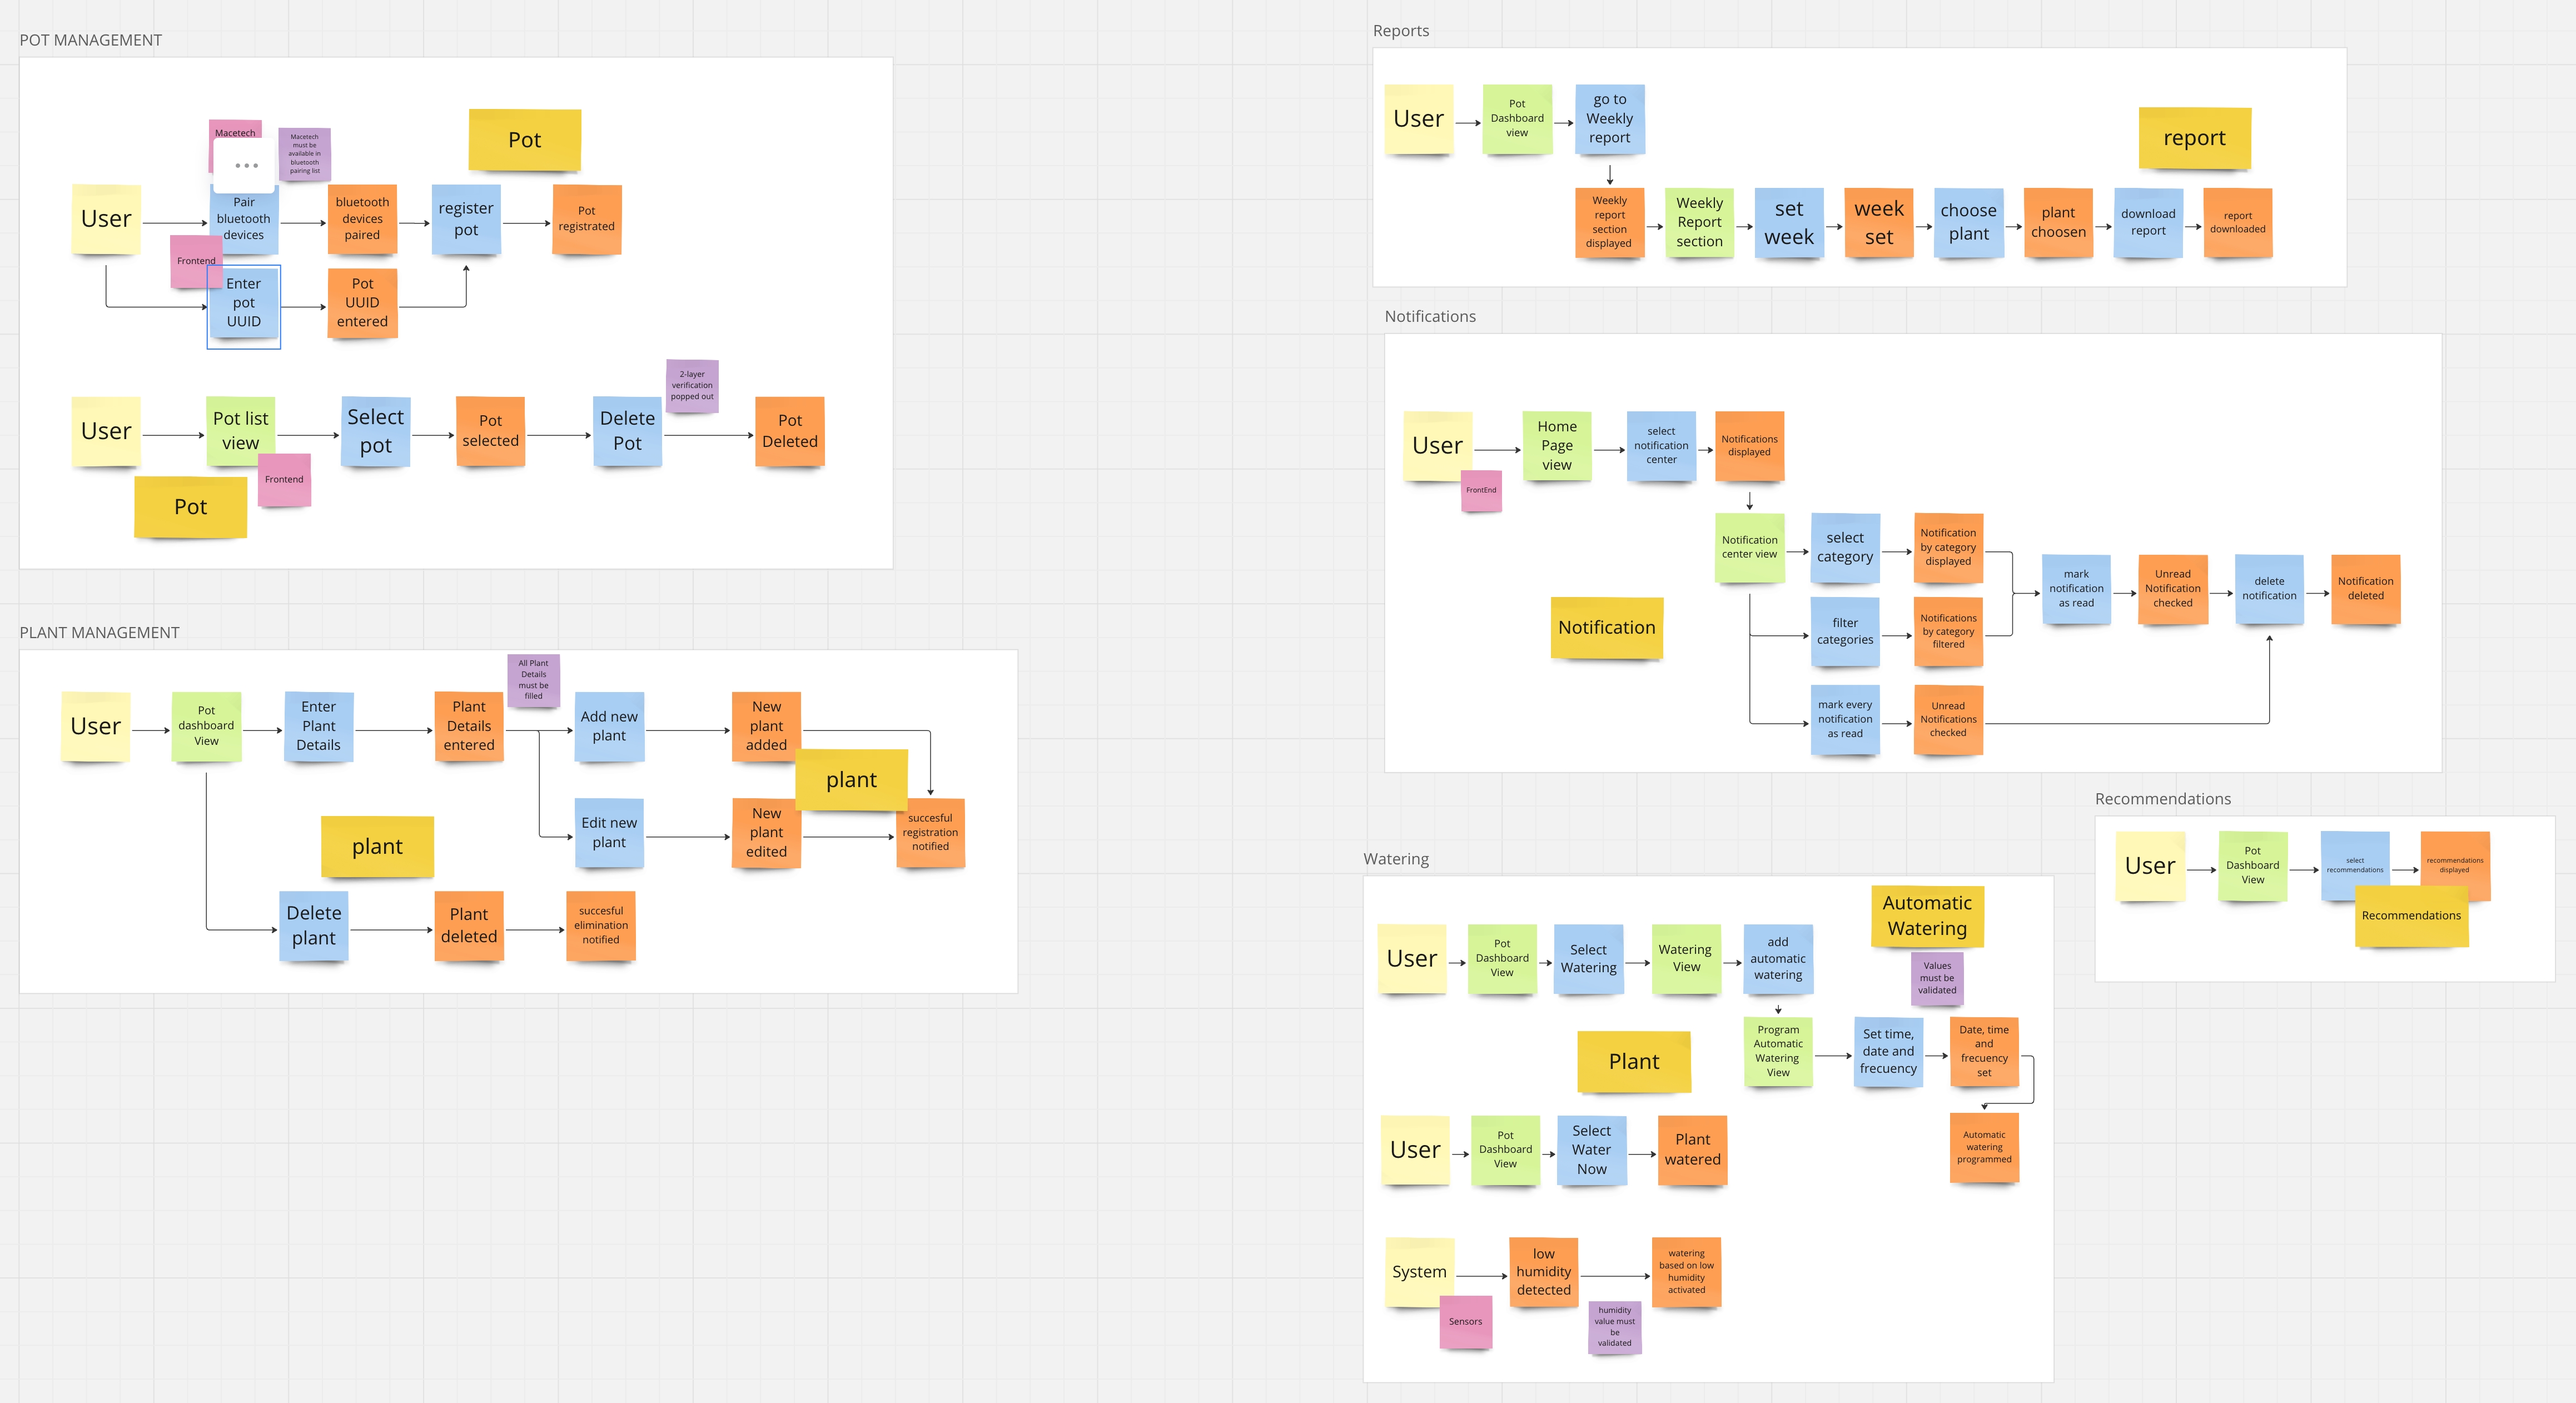 POT MANAGEMENT
Pot
Macetech
...
Macetech
must be
available in
bluetooth
pairing list
User
Pair
bluetooth
devices
bluetooth
devices
paired
register
pot
Pot
registrated
Frontend
Enter
pot
UUID
Pot
UUID
entered
2-layer
verification
popped out
User
Pot list
view
Select
pot
Pot
selected
Delete
Pot
Pot
Deleted
Frontend
Pot
PLANT MANAGEMENT
All Plant
Details
must be
filled
User
Pot
dashboard
View
Enter
Plant
Details
Plant
Details
entered
Add new
plant
New
plant
added
plant
Edit new
plant
New
plant
edited
succesful
registration
notified
plant
Delete
plant
Plant
deleted
succesful
elimination
notified
Reports
User
Pot
Dashboard
view
go to
Weekly
report
report
Weekly
report
section
displayed
Weekly
Report
section
set
week
week
set
choose
plant
plant
choosen
download
report
report
downloaded
Notifications
User
FrontEnd
Home
Page
view
select
notification
center
Notifications
displayed
Notification
center view
select
category
Notification
by category
displayed
mark
notification
as read
Unread
Notification
checked
delete
notification
Notification
deleted
Notification
filter
categories
Notifications
by category
filtered
mark every
notification
as read
Unread
Notifications
checked
Recommendations
User
Pot
Dashboard
View
select
recommendations
recommendations
displayed
Recommendations
Watering
Automatic
Watering
User
Pot
Dashboard
View
Select
Watering
Watering
View
add
automatic
watering
Values
must be
validated
Plant
Program
Automatic
Watering
View
Set time,
date and
frecuency
Date, time
and
frecuency
set
User
Pot
Dashboard
View
Select
Water
Now
Plant
watered
Automatic
watering
programmed
System
low
humidity
detected
watering
based on low
humidity
activated
Sensors
humidity
value must
be
validated